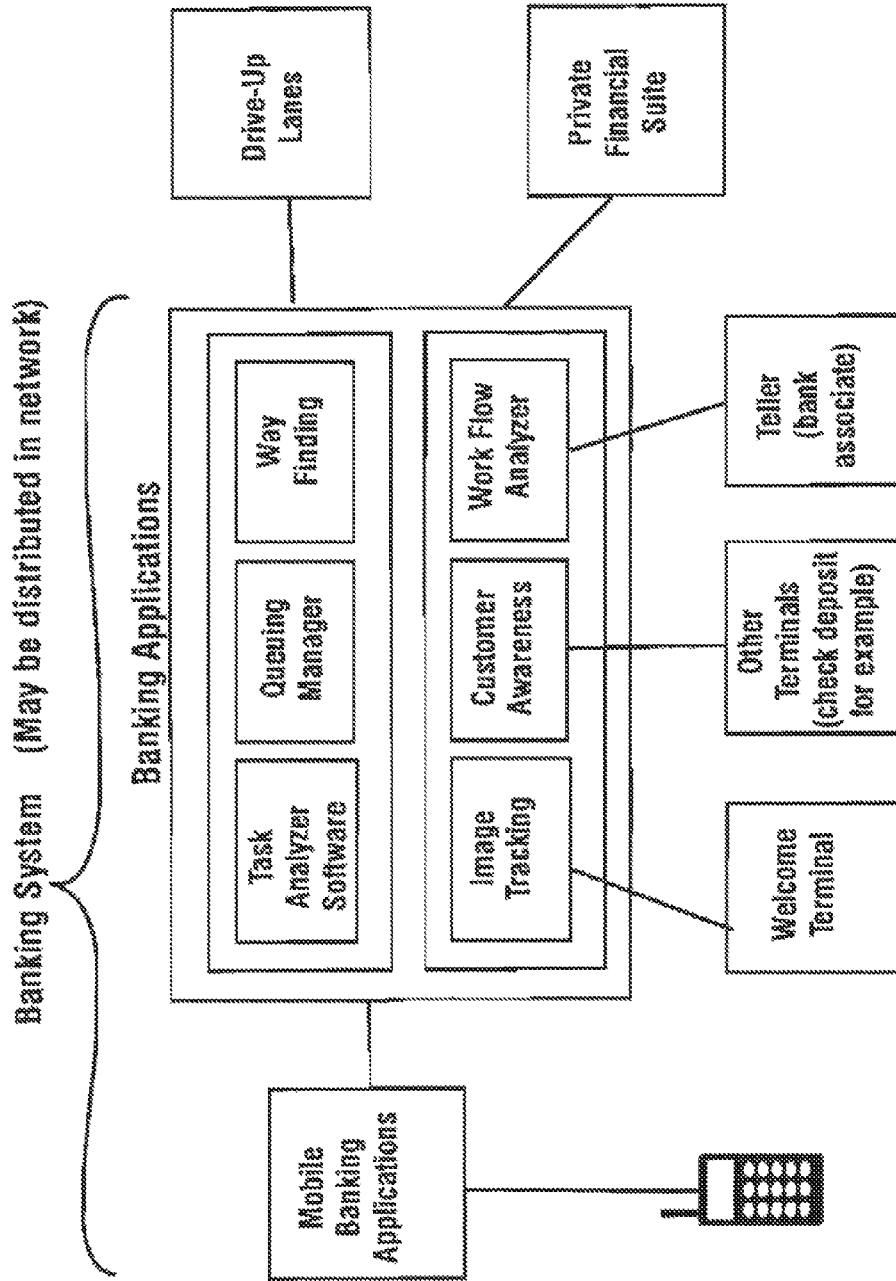 Banking System (May be distributed in network)
Banking Applications
Mobile
Banking
Applications
Task
Analyzer
Software
Queuing
Manager
Way
Finding
Image
Tracking
Customer
Awareness
Work Flow
Analyzer
Drive-Up
Lanes
Private
Financial
Suite
Welcome
Terminal
Other
Terminals
(check deposit
for example)
Teller
(bank
associate)